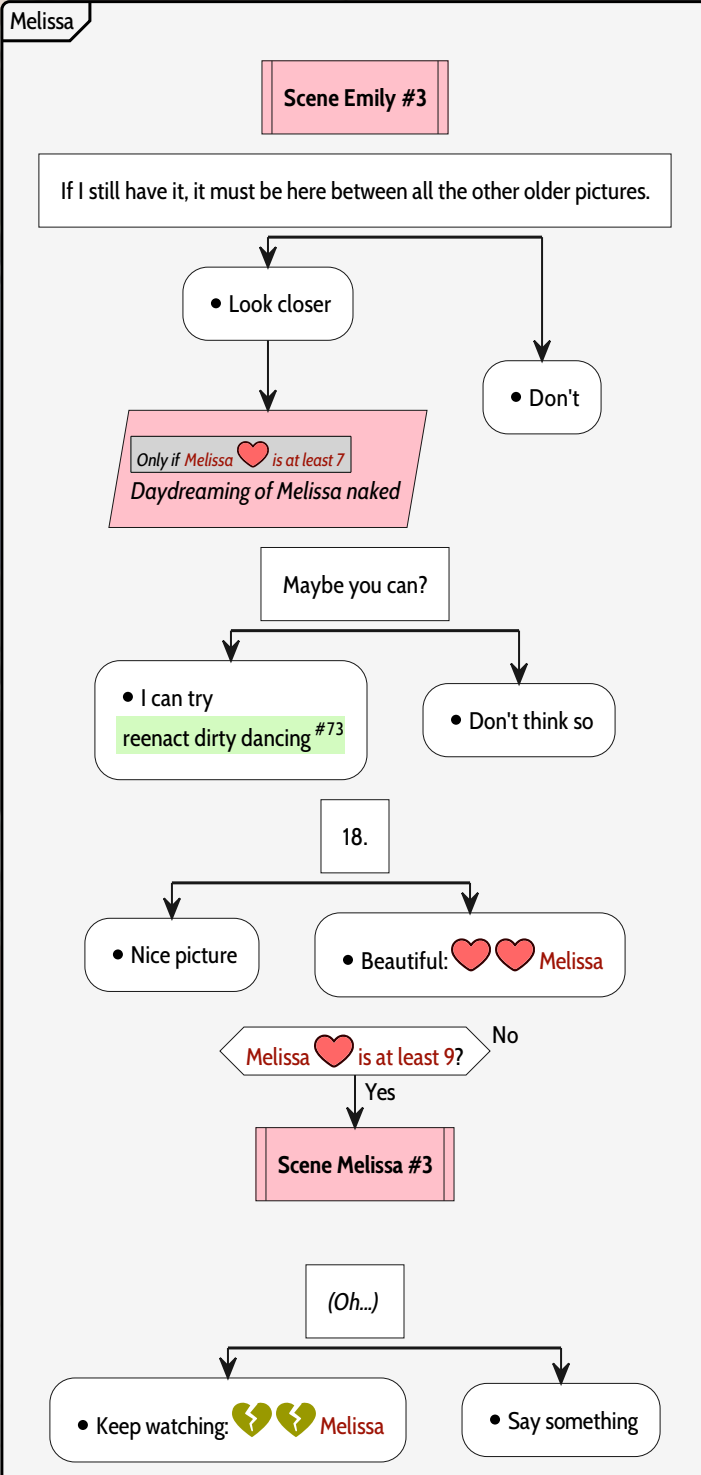 Melissa
Scene Emily #3
If I still have it, it must be here between all the other older pictures.
• Look closer
• Don't
Only if Melissa is at least 7
Daydreaming of Melissa naked
Maybe you can?
• I can try
reenact dirty dancing #73
• Don't think so
18.
• Nice picture
• Beautiful: Melissa
Melissa is at least 9?
No
Yes
Scene Melissa #3
(Oh...)
• Keep watching: Melissa
• Say something